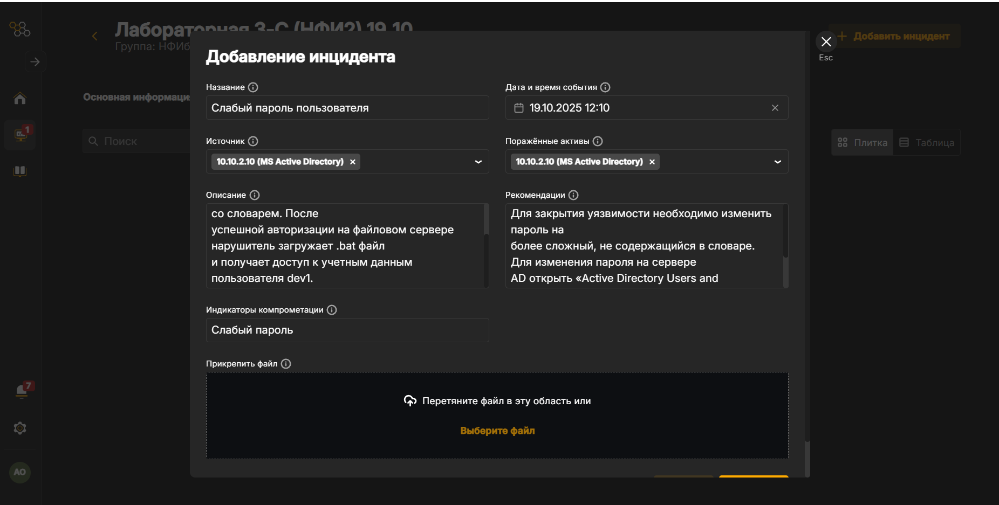 Лабораторная 3-С (НФИ2) 19.10
Группа: НФИб
Добавить инцидент
Esc
Основная информация
Поиск
Плитка
Таблица
1
7
АО
Добавление инцидента
Название
Слабый пароль пользователя
Дата и время события
19.10.2025 12:10
Источник
10.10.2.10 (MS Active Directory)
Поражённые активы
10.10.2.10 (MS Active Directory)
Описание
со словарем. После
успешной авторизации на файловом сервере
нарушитель загружает .bat файл
и получает доступ к учетным данным
пользователя dev1.
Рекомендации
Для закрытия уязвимости необходимо изменить
пароль на
более сложный, не содержащийся в словаре.
Для изменения пароля на сервере
AD открыть «Active Directory Users and
Индикаторы компрометации
Слабый пароль
Прикрепить файл
Перетяните файл в эту область или
Выберите файл